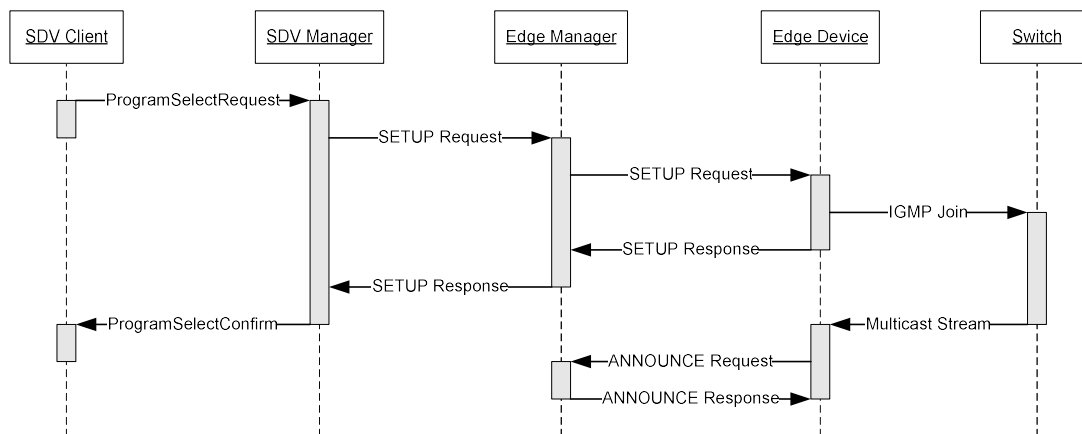 SDV Client
SDV Manager
Edge Manager
Edge Device
Switch
ProgramSelectRequest
SETUP Request
SETUP Request
IGMP Join
SETUP Response
SETUP Response
ProgramSelectConfirm
Multicast Stream
ANNOUNCE Request
ANNOUNCE Response